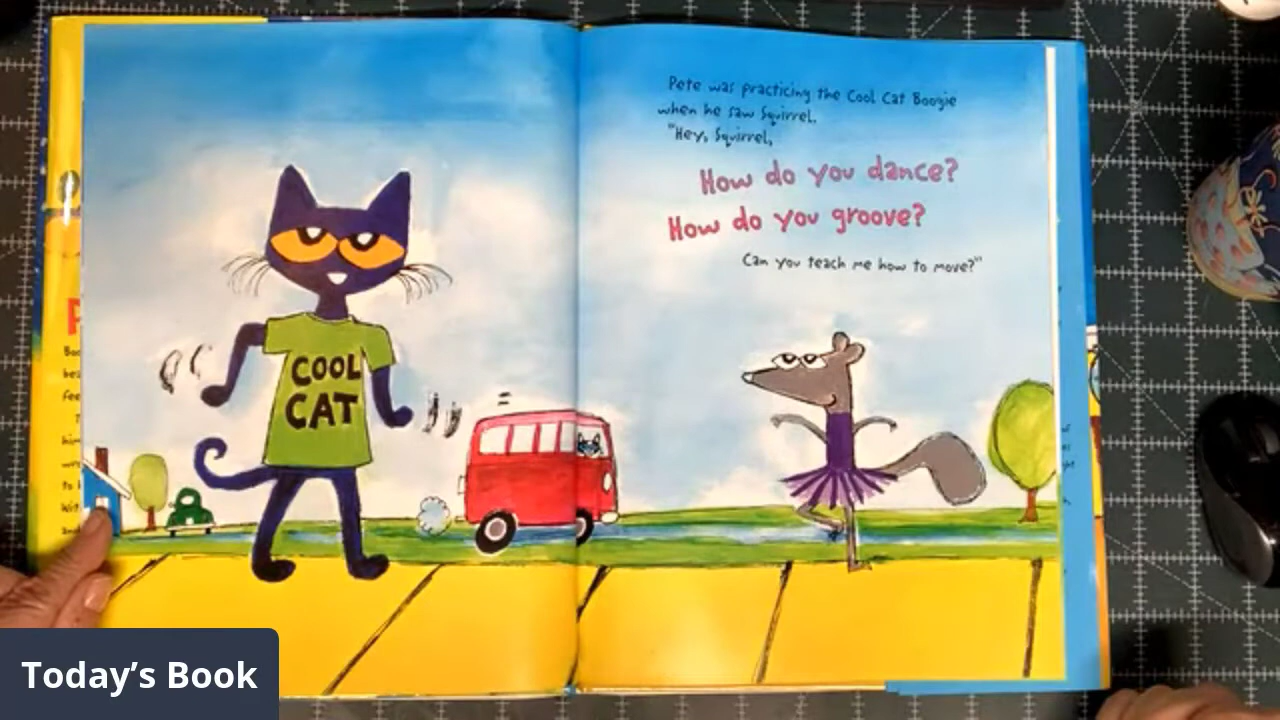 Pete was practicing the Cool Cat Boogie
when he saw Squirrel.
"Hey, Squirrel,
How do you dance?
How do you groove?
Can you teach me how to move?"
COOL
CAT
Today's Book